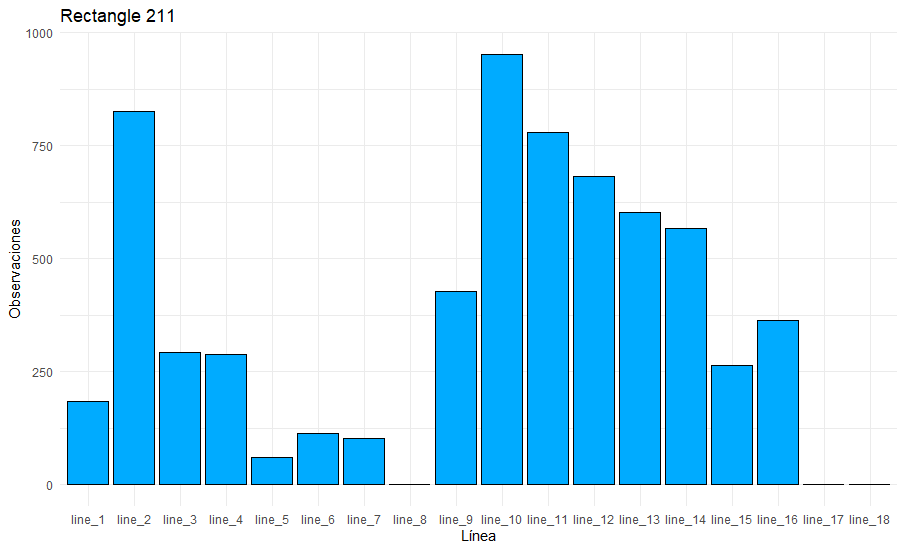 Rectangle 211
1000
750
500
250
0
Observaciones
line_1 line_2 line_3 line_4 line_5 line_6 line_7 line_8 line_9 line_10 line_11 line_12 line_13 line_14 line_15 line_16 line_17 line_18
Línea